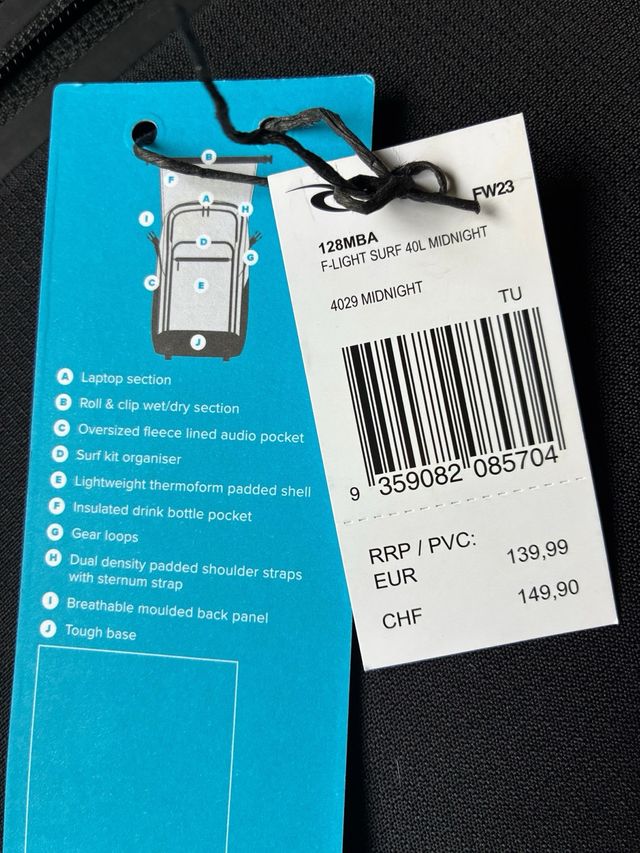 B
F
A
H
I
D
G
C
E
J
A Laptop section
B Roll & clip wet/dry section
C Oversized fleece lined audio pocket
D Surf kit organiser
E Lightweight thermoform padded shell
F Insulated drink bottle pocket
G Gear loops
H Dual density padded shoulder straps
with sternum strap
I Breathable moulded back panel
J Tough base
FW23
128MBA
F-LIGHT SURF 40L MIDNIGHT
4029 MIDNIGHT
TU
9 359082 085704
RRP / PVC:
EUR 139,99
CHF 149,90